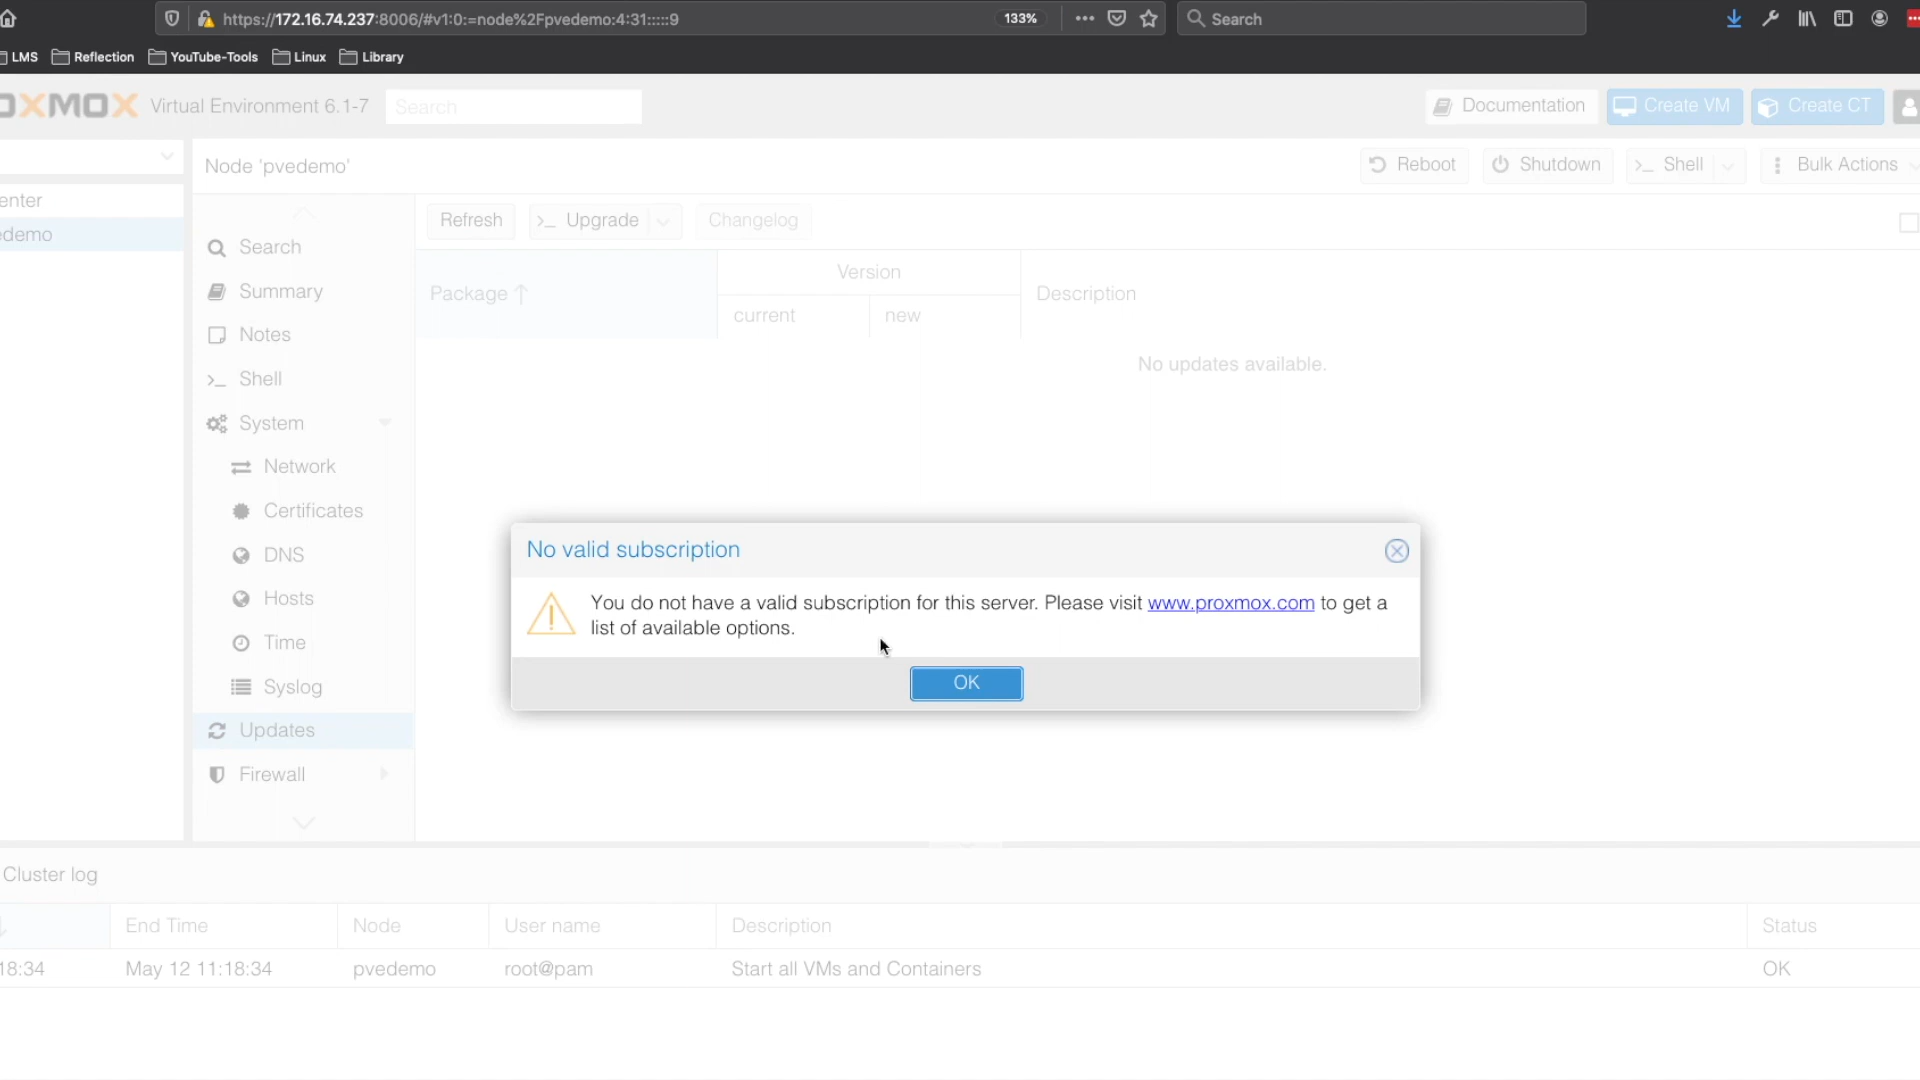 https://172.16.74.237:8006/#v1:0:=node%2Fpvedemo:4:31:::::9
133%
Search
LMS
Reflection
YouTube-Tools
Linux
Library
OXMOX
Virtual Environment 6.1-7
Search
Documentation
Create VM
Create CT
enter
edemo
Node 'pvedemo'
Reboot
Shutdown
>_ Shell
Bulk Actions
Search
Summary
Notes
>_ Shell
System
Network
Certificates
DNS
Hosts
Time
Syslog
Updates
Firewall
Refresh
>_ Upgrade
Changelog
Package
Version
current
new
Description
No updates available.
No valid subscription
You do not have a valid subscription for this server. Please visit www.proxmox.com to get a
list of available options.
OK
Cluster log
End Time
Node
User name
Description
Status
18:34
May 12 11:18:34
pvedemo
root@pam
Start all VMs and Containers
OK